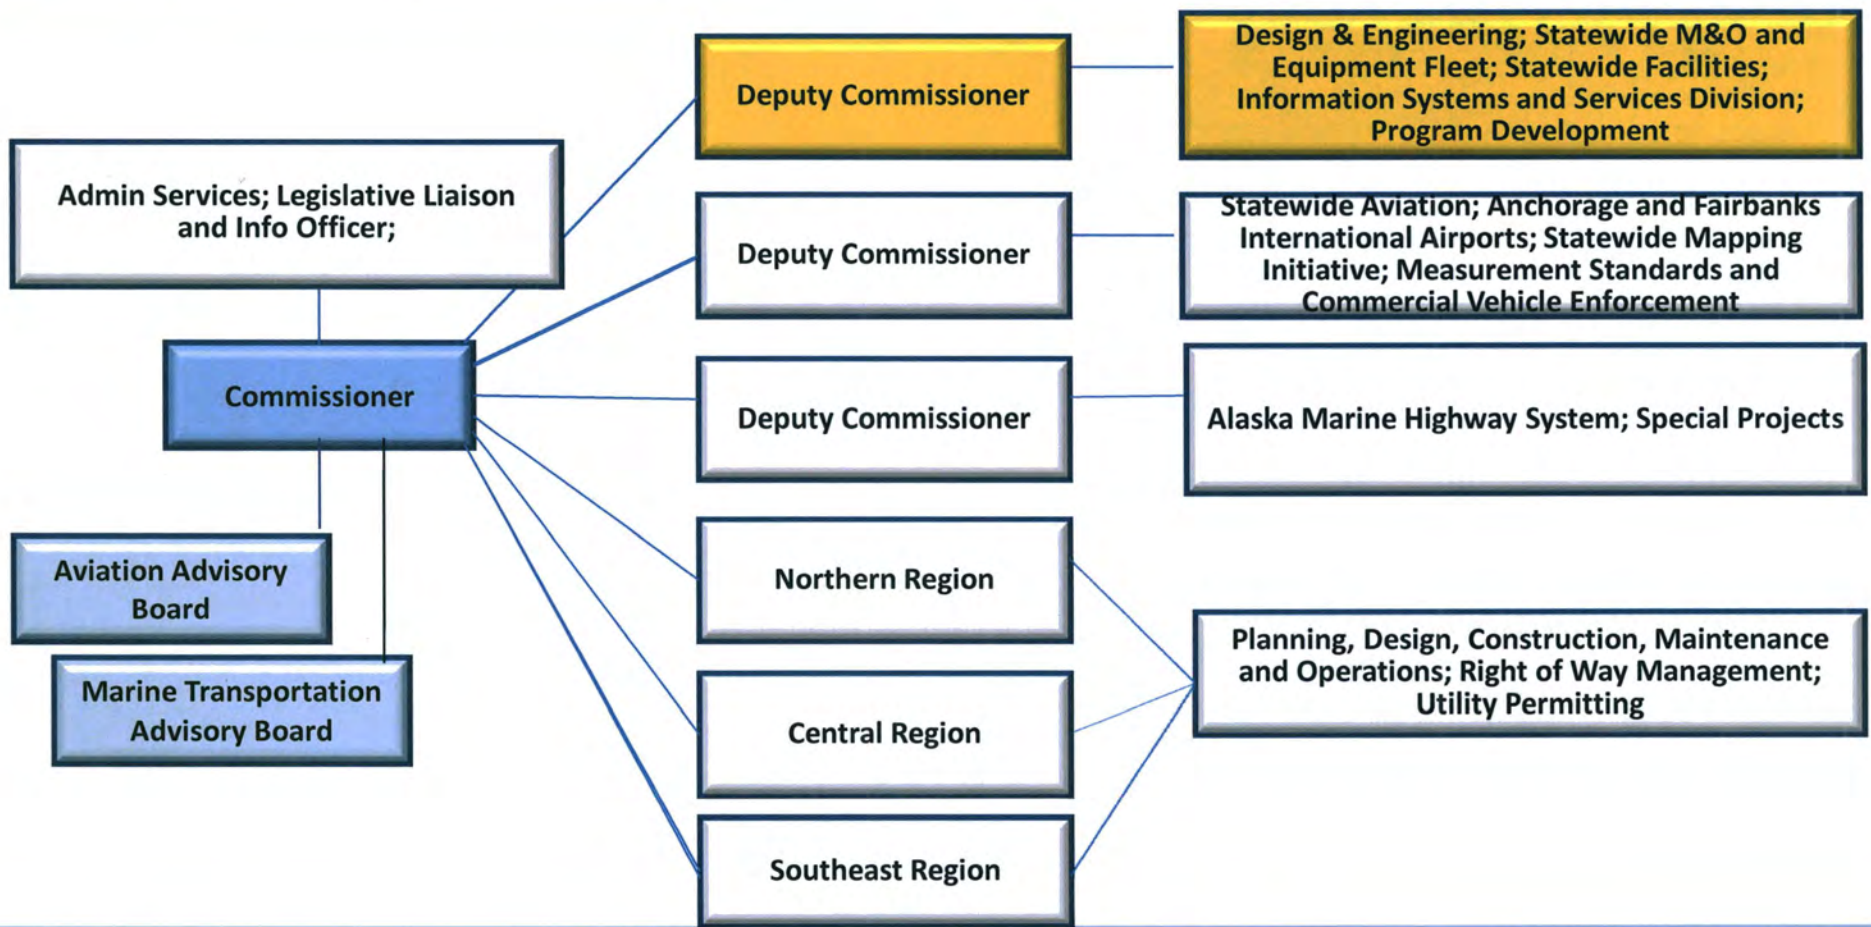 Admin Services; Legislative Liaison
and Info Officer;
Commissioner
Aviation Advisory
Board
Marine Transportation
Advisory Board
Deputy Commissioner
Design & Engineering; Statewide M&O and
Equipment Fleet; Statewide Facilities;
Information Systems and Services Division;
Program Development
Deputy Commissioner
Statewide Aviation; Anchorage and Fairbanks
International Airports; Statewide Mapping
Initiative; Measurement Standards and
Commercial Vehicle Enforcement
Deputy Commissioner
Alaska Marine Highway System; Special Projects
Northern Region
Central Region
Southeast Region
Planning, Design, Construction, Maintenance
and Operations; Right of Way Management;
Utility Permitting